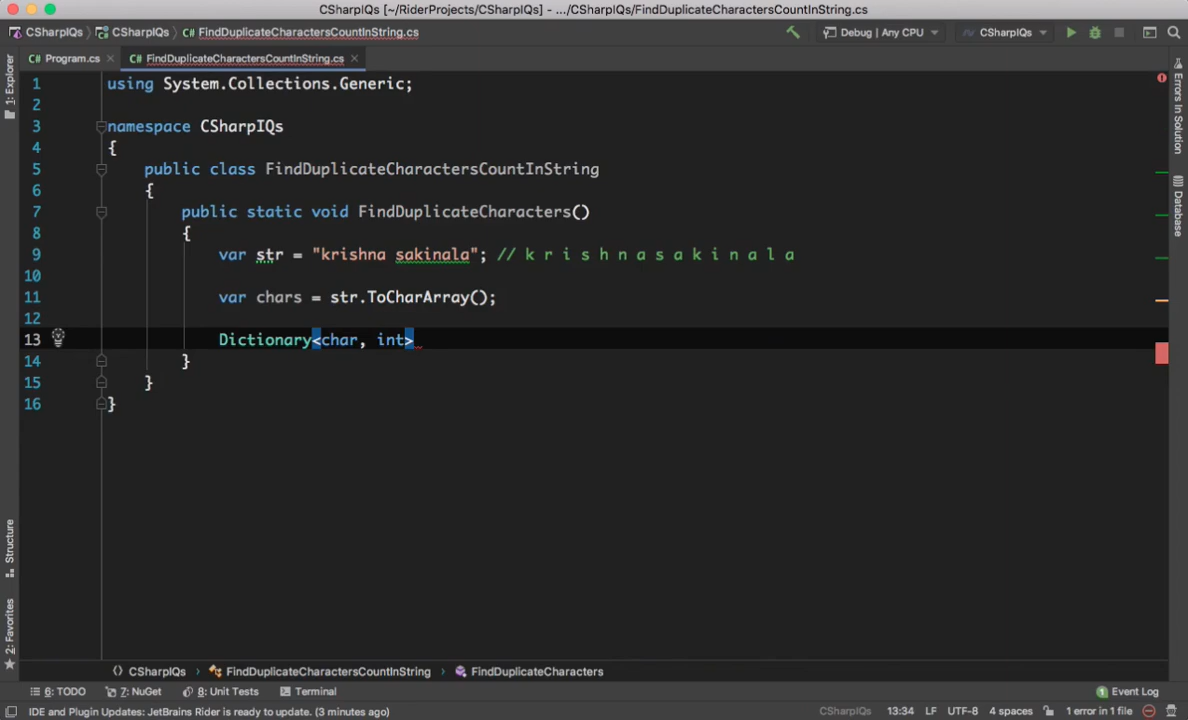 CSharpIQs [~/RiderProjects/CSharpIQs] - .../CSharpIQs/FindDuplicateCharactersCountInString.cs
CSharpIQs CSharpIQs C# FindDuplicateCharactersCountInString.cs Debug | Any CPU CSharpIQs
C# Program.cs C# FindDuplicateCharactersCountInString.cs
1: Explorer
Errors In Solution
Database
1 using System.Collections.Generic;
2
3 namespace CSharpIQs
4 {
5 public class FindDuplicateCharactersCountInString
6 {
7 public static void FindDuplicateCharacters()
8 {
9 var str = "krishna sakinala"; // k r i s h n a s a k i n a l a
10
11 var chars = str.ToCharArray();
12
13 Dictionary<char, int>
14 }
15 }
16 }
Structure
2: Favorites
CSharpIQs FindDuplicateCharactersCountInString FindDuplicateCharacters
6: TODO 7: NuGet 8: Unit Tests Terminal 1 Event Log
IDE and Plugin Updates: JetBrains Rider is ready to update. (3 minutes ago) CSharpIQs 13:34 LF UTF-8 4 spaces 1 error in 1 file